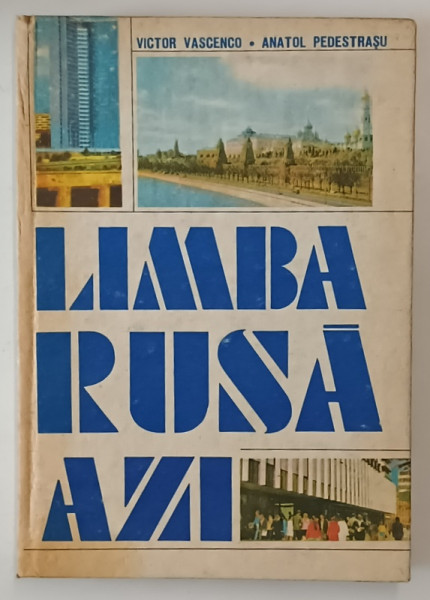 VICTOR VASCENCO • ANATOL PEDESTRAȘU
LIMBA
RUSĂ
AZI